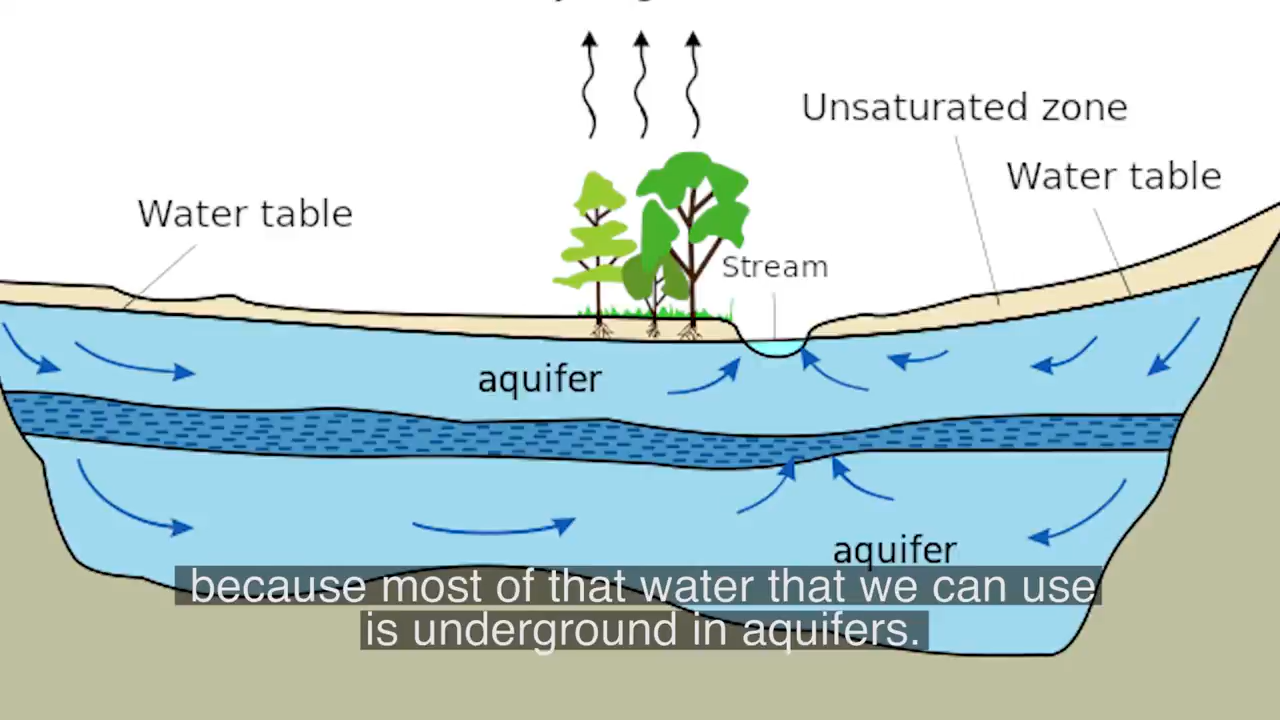 Unsaturated zone
Water table
Water table
Stream
aquifer
aquifer
because most of that water that we can use
is underground in aquifers.